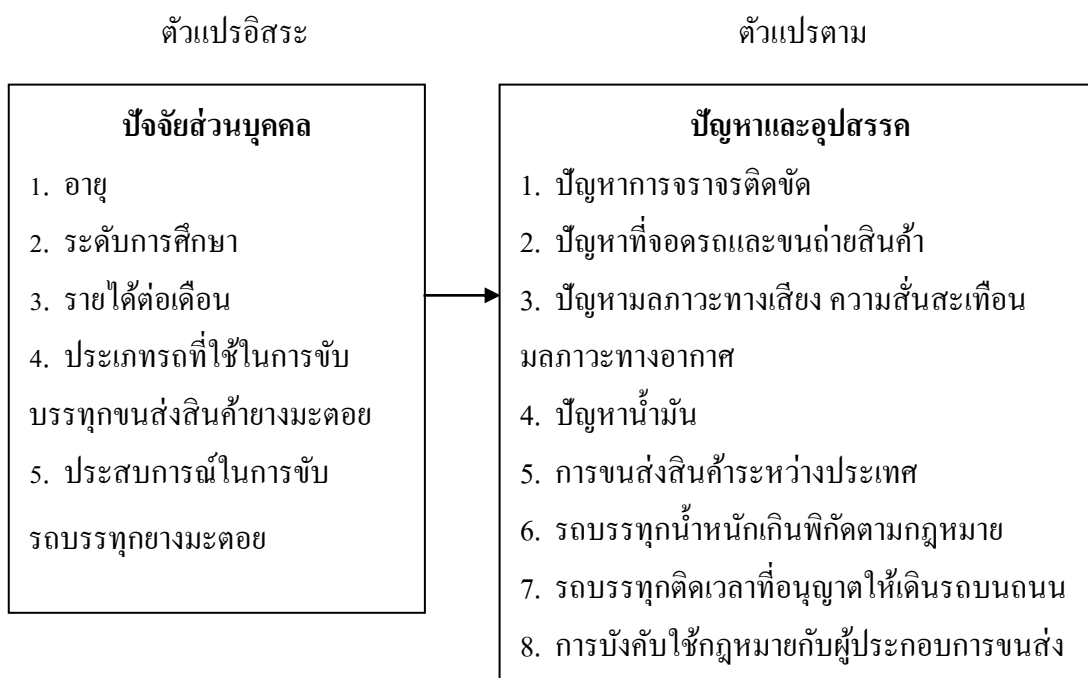 ตัวแปรอิสระ
ตัวแปรตาม
ปัจจัยส่วนบุคคล
1. อายุ
2. ระดับการศึกษา
3. รายได้ต่อเดือน
4. ประเภทรถที่ใช้ในการขับ
บรรทุกขนส่งสินค้ายางมะตอย
5. ประสบการณ์ในการขับ
รถบรรทุกยางมะตอย
ปัญหาและอุปสรรค
1. ปัญหาการจราจรติดขัด
2. ปัญหาที่จอดรถและขนถ่ายสินค้า
3. ปัญหามลภาวะทางเสียง ความสั่นสะเทือน
มลภาวะทางอากาศ
4. ปัญหาน้ำมัน
5. การขนส่งสินค้าระหว่างประเทศ
6. รถบรรทุกน้ำหนักเกินพิกัดตามกฎหมาย
7. รถบรรทุกติดเวลาที่อนุญาตให้เดินรถบนถนน
8. การบังคับใช้กฎหมายกับผู้ประกอบการขนส่ง